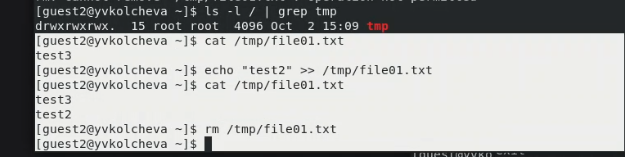 [guest2@yvkolcheva ~]$ ls -l / | grep tmp
drwxrwxrwx.  15 root root  4096 Oct  2 15:09 tmp
[guest2@yvkolcheva ~]$ cat /tmp/file01.txt
test3
[guest2@yvkolcheva ~]$ echo "test2" >> /tmp/file01.txt
[guest2@yvkolcheva ~]$ cat /tmp/file01.txt
test3
test2
[guest2@yvkolcheva ~]$ rm /tmp/file01.txt
[guest2@yvkolcheva ~]$